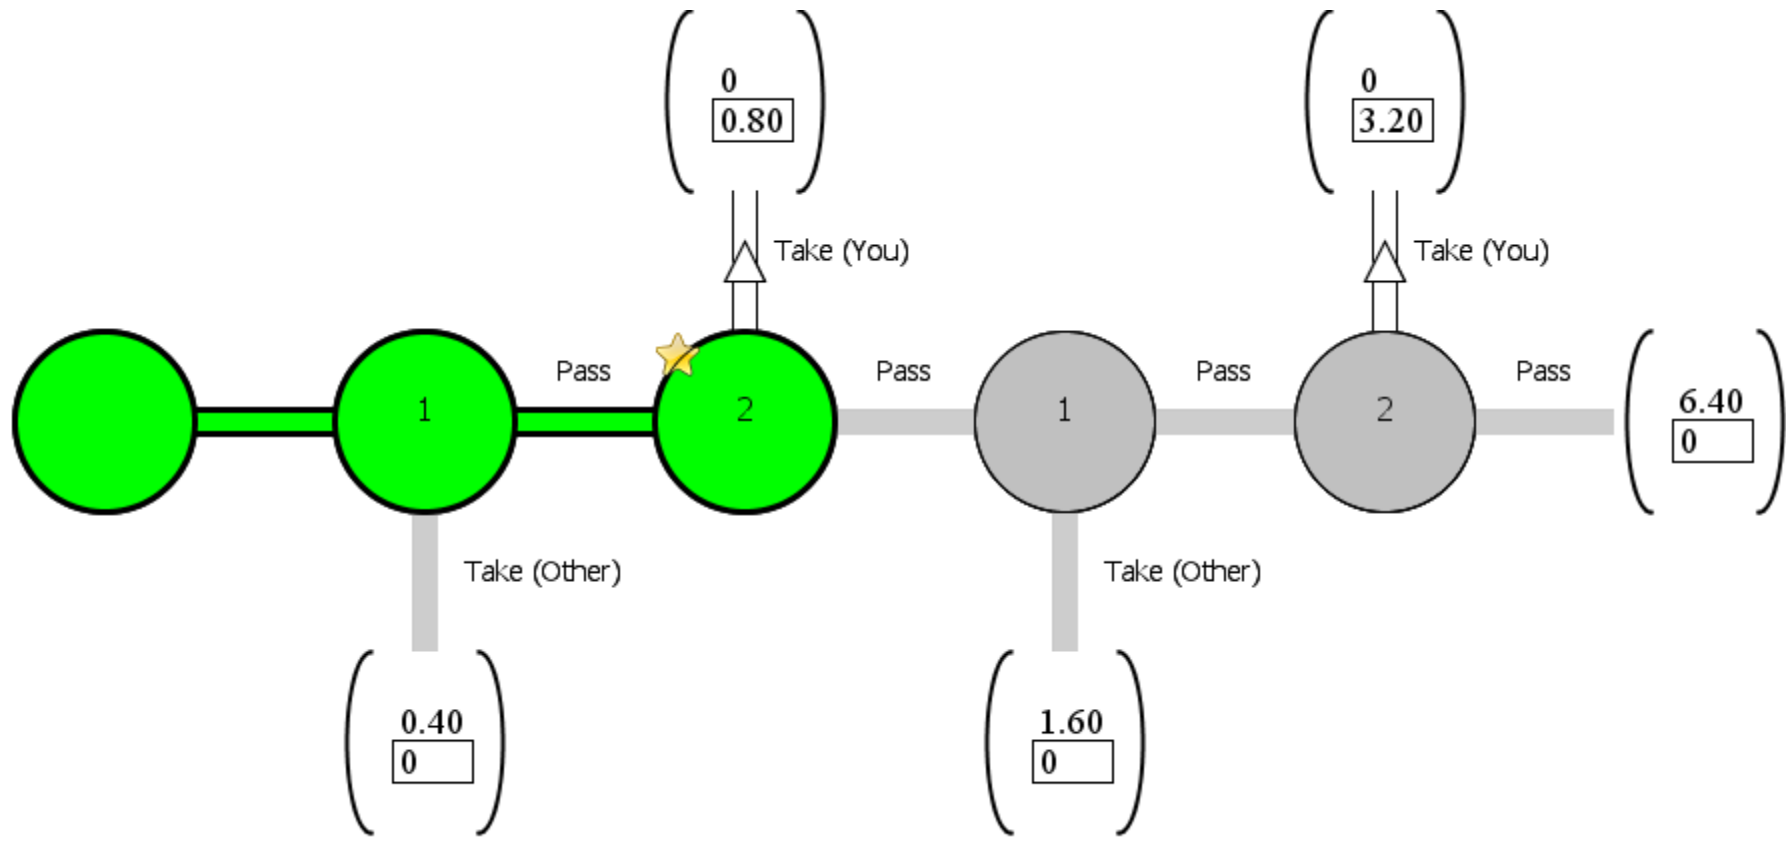 0
0.80
0
3.20
Take (You)
Take (You)
Pass
Pass
Pass
Pass
1
2
1
2
6.40
0
Take (Other)
Take (Other)
0.40
0
1.60
0